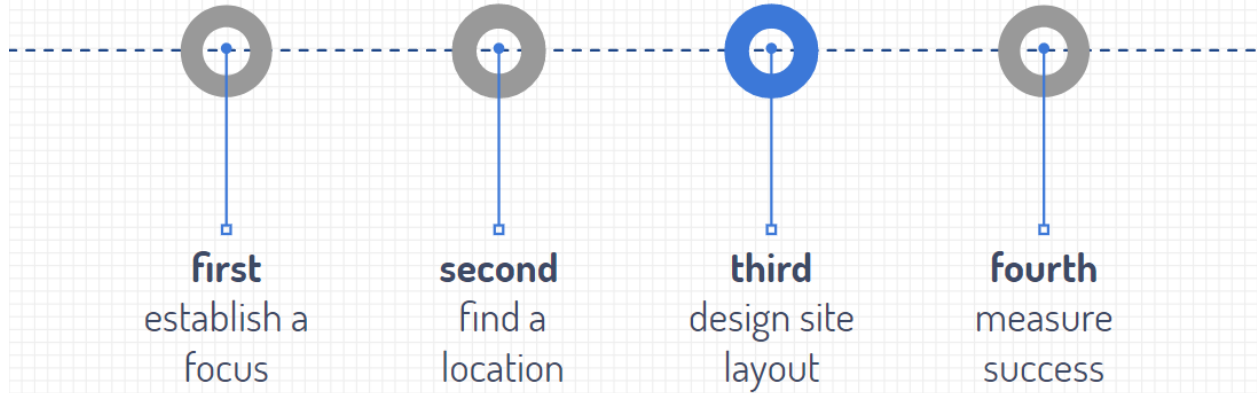 first
establish a
focus
second
find a
location
third
design site
layout
fourth
measure
success